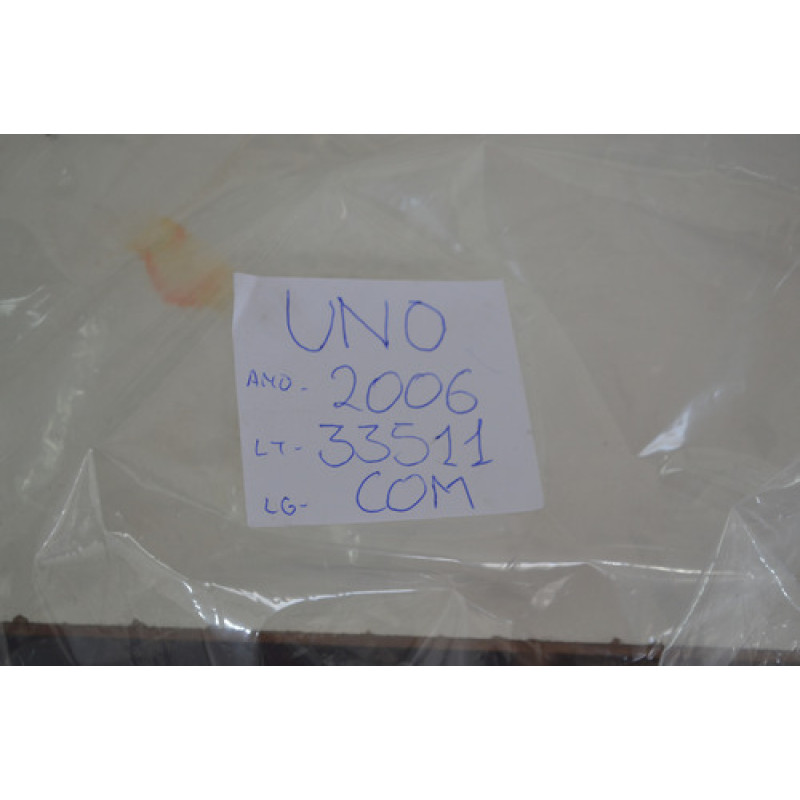 UNO
ANO- 2006
LT- 33511
LG- COM